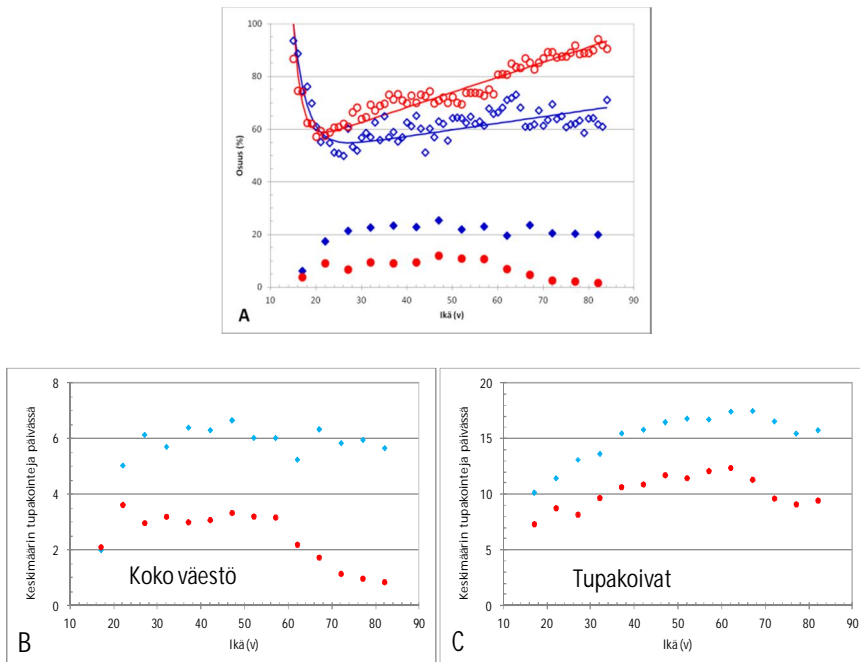 Osuus (%)
100
80
60
40
20
0
10 20 30 40 50 60 70 80 90
Ikä (v)
A
Keskimäärin tupakointeja päivässä
8
6
4
2
0
10 20 30 40 50 60 70 80 90
Ikä (v)
Koko väestö
B
Keskimäärin tupakointeja päivässä
20
15
10
5
0
10 20 30 40 50 60 70 80 90
Ikä (v)
Tupakoivat
C